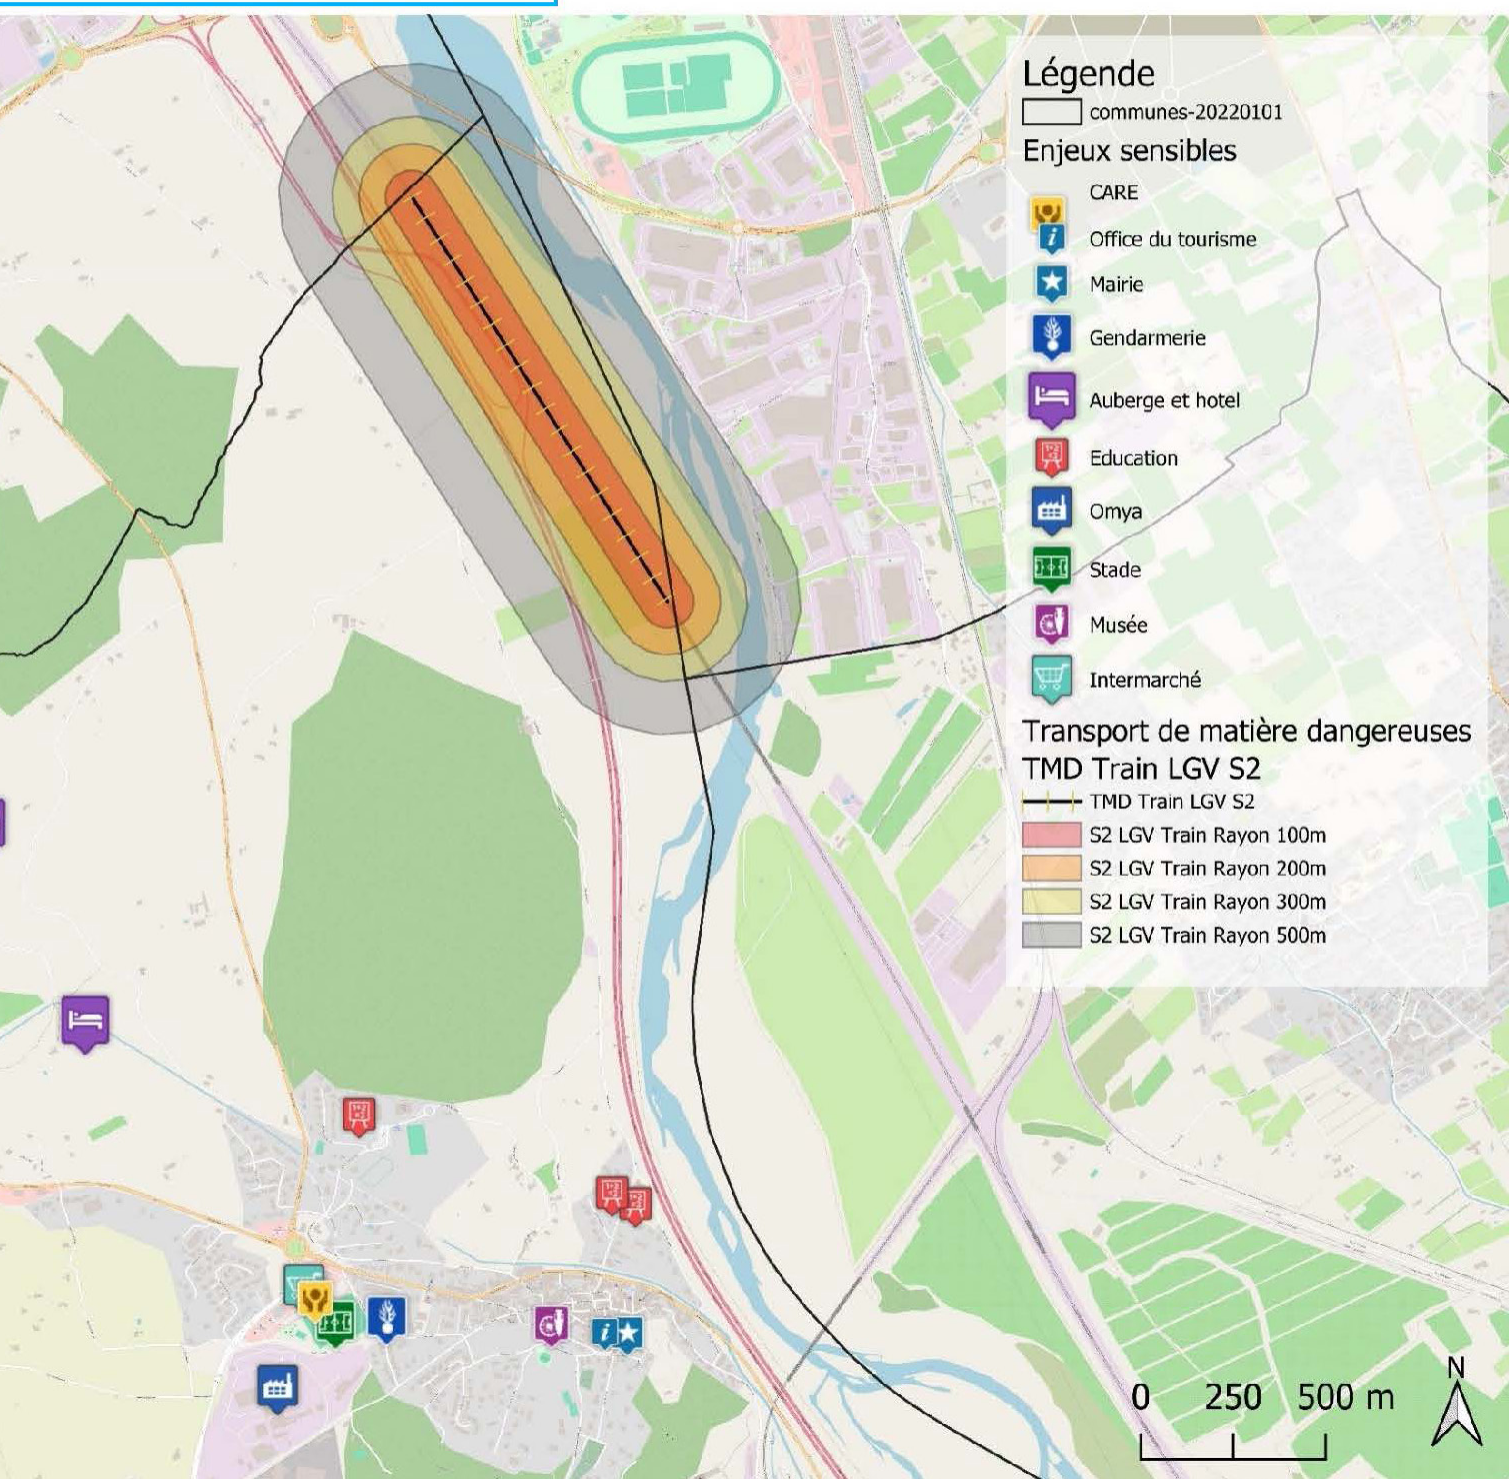 Légende
communes-20220101
Enjeux sensibles
CARE
Office du tourisme
Mairie
Gendarmerie
Auberge et hotel
Education
Omya
Stade
Musée
Intermarché
Transport de matière dangereuses
TMD Train LGV S2
TMD Train LGV S2
S2 LGV Train Rayon 100m
S2 LGV Train Rayon 200m
S2 LGV Train Rayon 300m
S2 LGV Train Rayon 500m
N
0 250 500 m